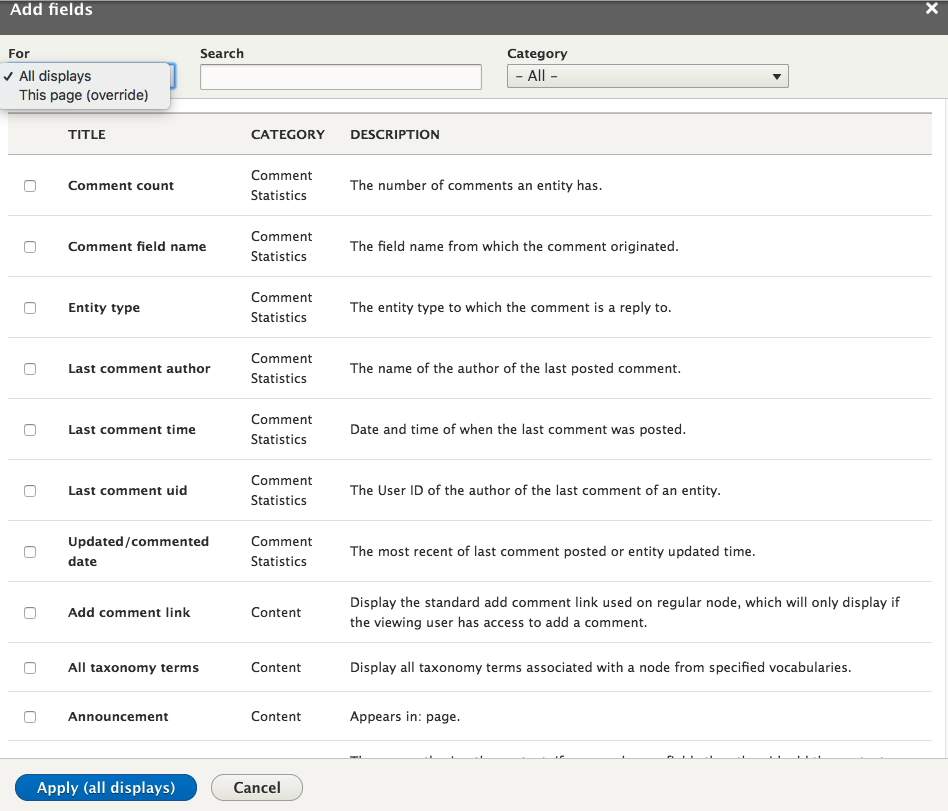 Add fields ×
For Search Category
✓ All displays
This page (override)
- All -
TITLE CATEGORY DESCRIPTION
Comment count Comment Statistics The number of comments an entity has.
Comment field name Comment Statistics The field name from which the comment originated.
Entity type Comment Statistics The entity type to which the comment is a reply to.
Last comment author Comment Statistics The name of the author of the last posted comment.
Last comment time Comment Statistics Date and time of when the last comment was posted.
Last comment uid Comment Statistics The User ID of the author of the last comment of an entity.
Updated/commented date Comment Statistics The most recent of last comment posted or entity updated time.
Add comment link Content Display the standard add comment link used on regular node, which will only display if
the viewing user has access to add a comment.
All taxonomy terms Content Display all taxonomy terms associated with a node from specified vocabularies.
Announcement Content Appears in: page.
Apply (all displays) Cancel